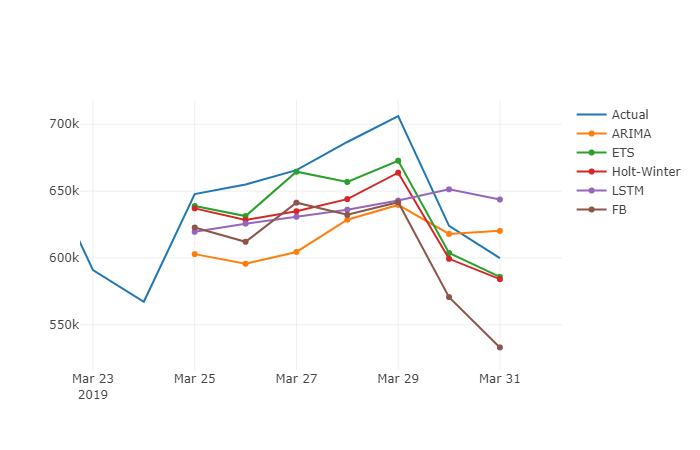 700k
650k
600k
550k
Mar 23
2019
Mar 25
Mar 27
Mar 29
Mar 31
Actual
ARIMA
ETS
Holt-Winter
LSTM
FB